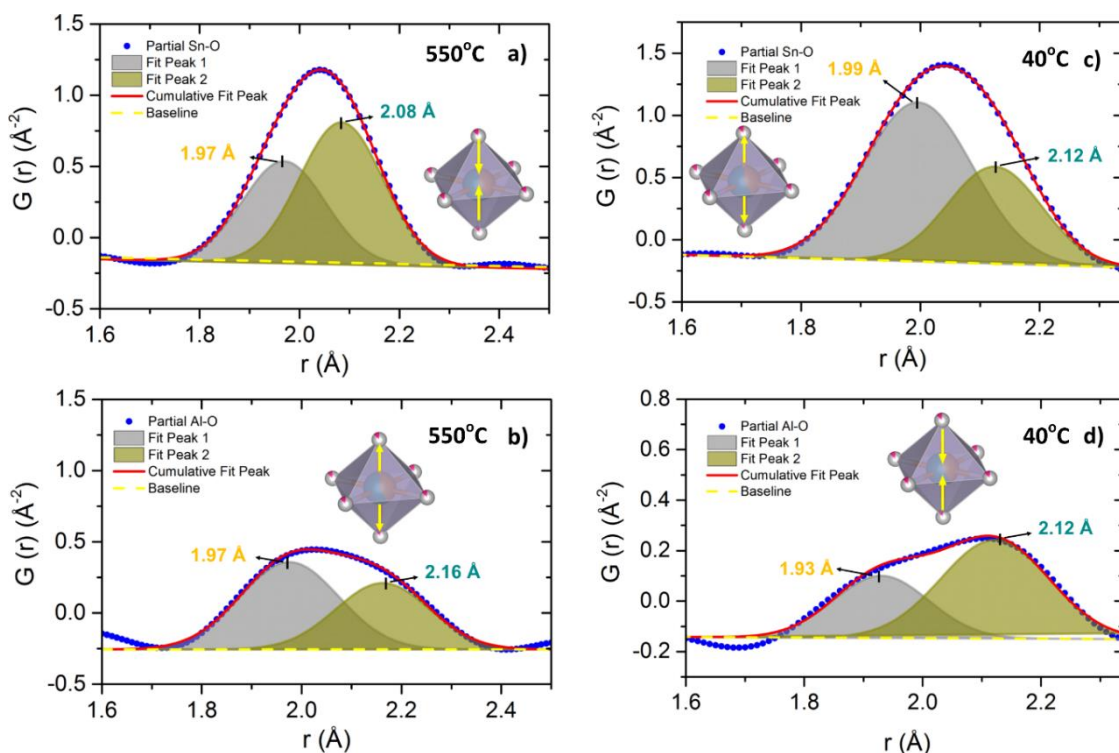 1.5
1.0
0.5
0.0
-0.5
G (r) (Å⁻²)
Partial Sn-O
Fit Peak 1
Fit Peak 2
Cumulative Fit Peak
Baseline
550°C a)
1.97 Å
2.08 Å
1.6 1.8 2.0 2.2 2.4
r (Å)
1.5
1.0
0.5
0.0
-0.5
G (r) (Å⁻²)
Partial Sn-O
Fit Peak 1
Fit Peak 2
Cumulative Fit Peak
Baseline
40°C c)
1.99 Å
2.12 Å
1.6 1.8 2.0 2.2
r (Å)
1.5
1.0
0.5
0.0
-0.5
G (r) (Å⁻²)
Partial Al-O
Fit Peak 1
Fit Peak 2
Cumulative Fit Peak
Baseline
550°C
b)
1.97 Å
2.16 Å
1.6 1.8 2.0 2.2 2.4
r (Å)
0.8
0.6
0.4
0.2
0.0
-0.2
G (r) (Å⁻²)
Partial Al-O
Fit Peak 1
Fit Peak 2
Cumulative Fit Peak
Baseline
40°C d)
1.93 Å
2.12 Å
1.6 1.8 2.0 2.2
r (Å)